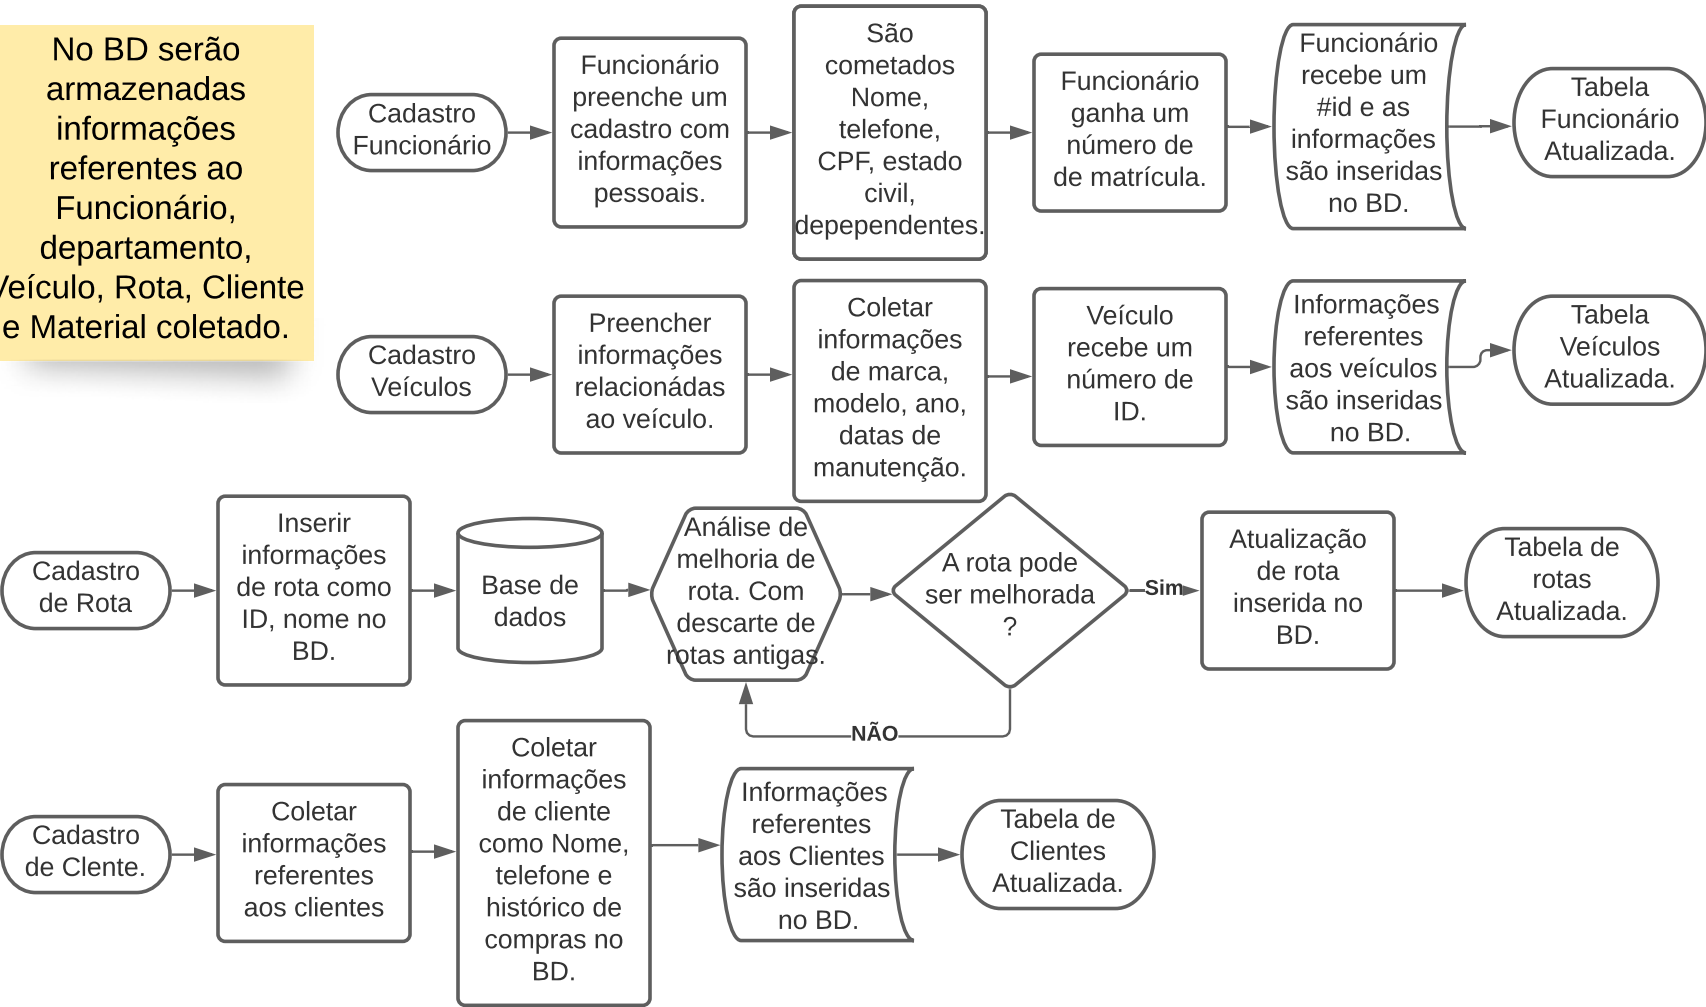 No BD serão
armazenadas
informações
referentes ao
Funcionário,
departamento,
Veículo, Rota, Cliente
e Material coletado.
Cadastro
Funcionário
Funcionário
preenche um
cadastro com
informações
pessoais.
São
cometados
Nome,
telefone,
CPF, estado
civil,
depependentes.
Funcionário
ganha um
número de
de matrícula.
Funcionário
recebe um
#id e as
informações
são inseridas
no BD.
Tabela
Funcionário
Atualizada.
Cadastro
Veículos
Preencher
informações
relacionádas
ao veículo.
Coletar
informações
de marca,
modelo, ano,
datas de
manutenção.
Veículo
recebe um
número de
ID.
Informações
referentes
aos veículos
são inseridas
no BD.
Tabela
Veículos
Atualizada.
Cadastro
de Rota
Inserir
informações
de rota como
ID, nome no
BD.
Base de
dados
Análise de
melhoria de
rota. Com
descarte de
rotas antigas.
A rota pode
ser melhorada
?
Sim
NÃO
Atualização
de rota
inserida no
BD.
Tabela de
rotas
Atualizada.
Cadastro
de Clente.
Coletar
informações
referentes
aos clientes
Coletar
informações
de cliente
como Nome,
telefone e
histórico de
compras no
BD.
Informações
referentes
aos Clientes
são inseridas
no BD.
Tabela de
Clientes
Atualizada.